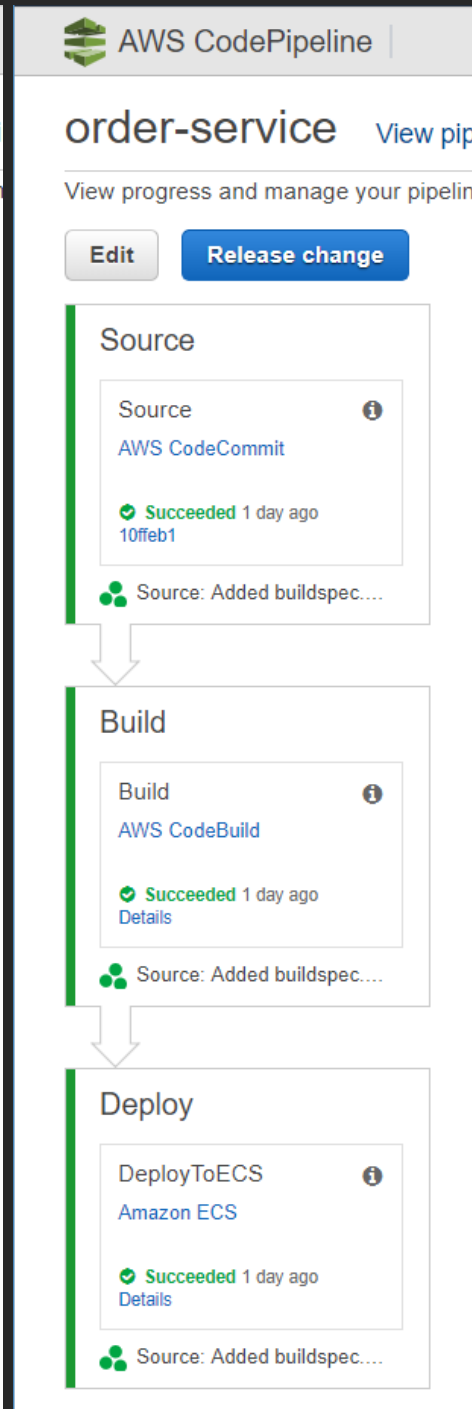 AWS CodePipeline
order-service View pip
View progress and manage your pipelin
Edit Release change
Source
Source
AWS CodeCommit
Succeeded 1 day ago
10ffeb1
Source: Added buildspec....
Build
Build
AWS CodeBuild
Succeeded 1 day ago
Details
Source: Added buildspec....
Deploy
DeployToECS
Amazon ECS
Succeeded 1 day ago
Details
Source: Added buildspec....